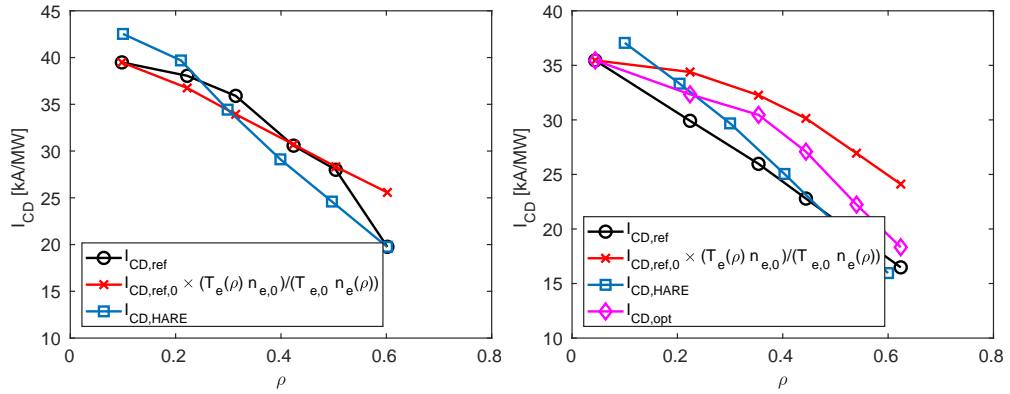 45
40
35
30
25
20
15
10
I_CD [kA/MW]
0
0.2
0.4
0.6
0.8
ρ
I_CD,ref
I_CD,ref,0 × (T_e(ρ) n_e,0)/(T_e,0 n_e(ρ))
I_CD,HARE
40
35
30
25
20
15
10
I_CD [kA/MW]
0
0.2
0.4
0.6
0.8
ρ
I_CD,ref
I_CD,ref,0 × (T_e(ρ) n_e,0)/(T_e,0 n_e(ρ))
I_CD,HARE
I_CD,opt